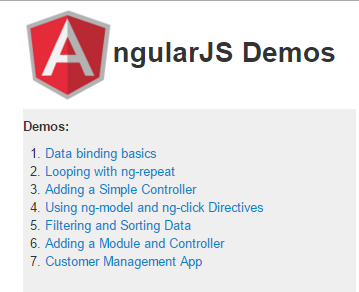 AngularJS Demos
Demos:
1. Data binding basics
2. Looping with ng-repeat
3. Adding a Simple Controller
4. Using ng-model and ng-click Directives
5. Filtering and Sorting Data
6. Adding a Module and Controller
7. Customer Management App